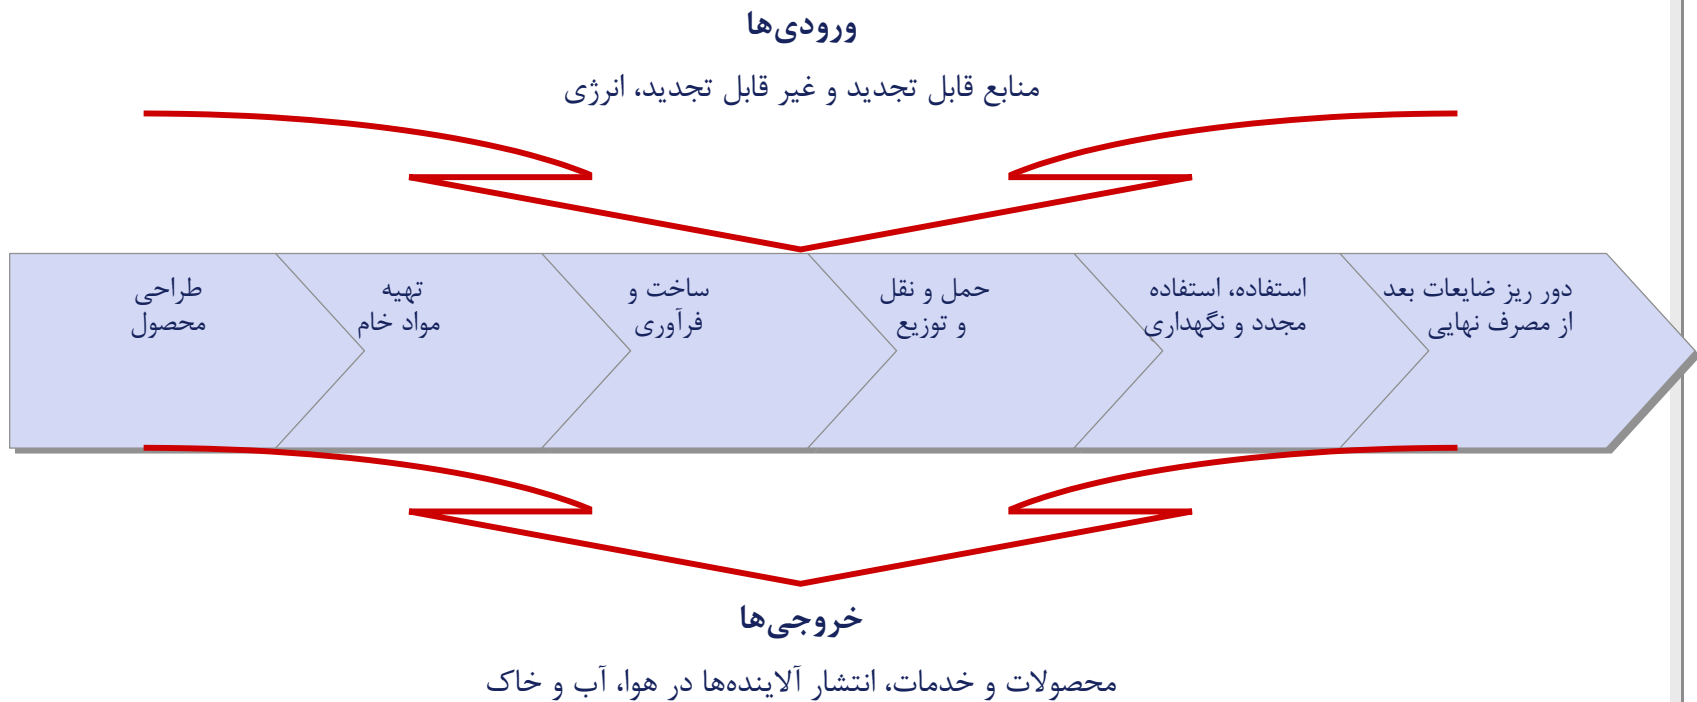 ورودی‌ها
منابع قابل تجدید و غیر قابل تجدید، انرژی
طراحی
محصول
تهیه
مواد خام
ساخت و
فرآوری
حمل و نقل
و توزیع
استفاده، استفاده
مجدد و نگهداری
دور ریز ضایعات بعد
از مصرف نهایی
خروجی‌ها
محصولات و خدمات، انتشار آلاینده‌ها در هوا، آب و خاک